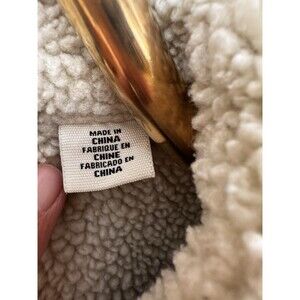 MADE IN
CHINA
FABRIQUE EN
CHINE
FABRICADO EN
CHINA